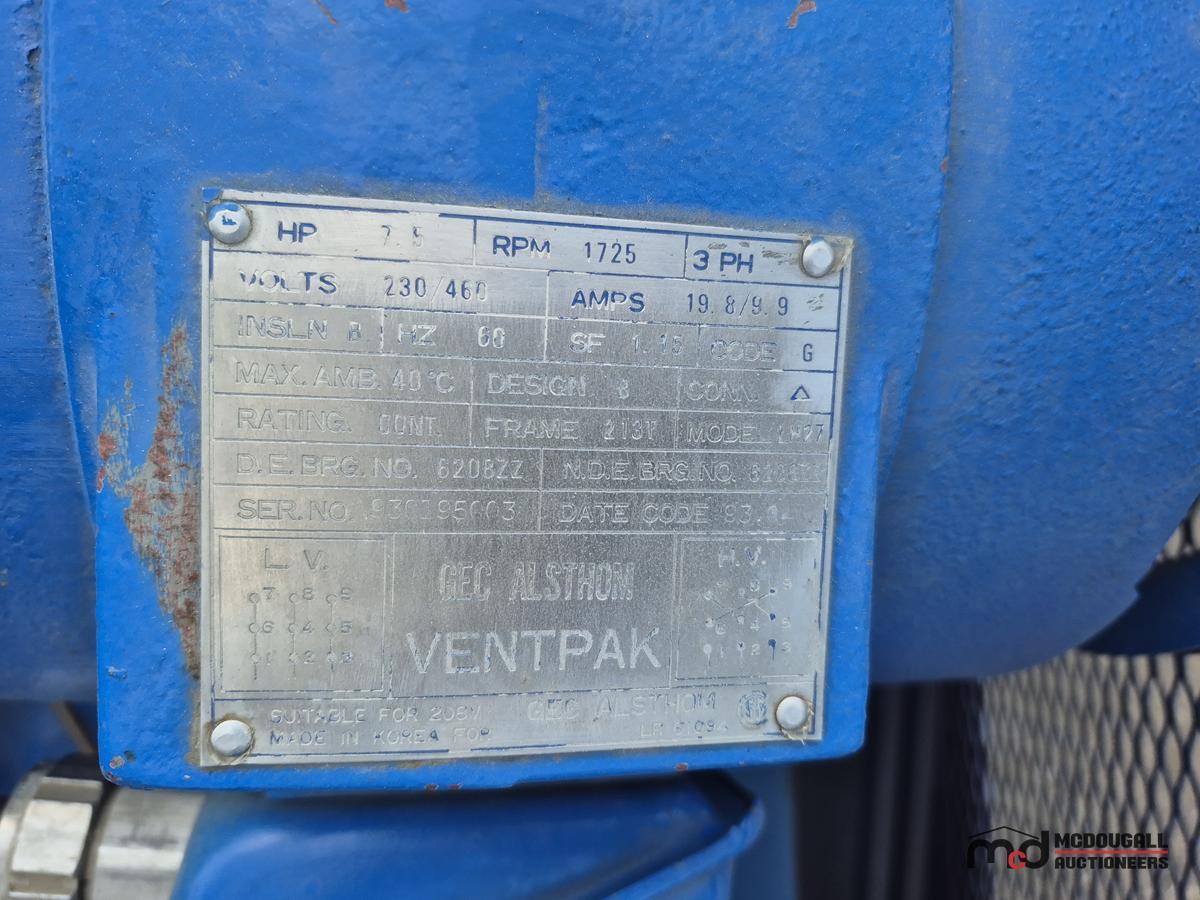 HP 7.5 RPM 1725 3 PH
VOLTS 230/460 AMPS 19.8/9.9
INSLN B HZ 60 SF 1.15 CODE G
MAX. AMB. 40°C DESIGN B CONN. △
RATING. CONT. FRAME 213T MODEL
D.E. BRG. NO. 6208ZZ N.D.E. BRG. NO.
SER. NO. DATE CODE
L. V. GEC ALSTHOM H.V.
7 8 9
6 4 5
1 2 3
VENTPAK
SUITABLE FOR 208V GEC ALSTHOM
MADE IN KOREA FOR
mcd MCDOUGALL
AUCTIONEERS